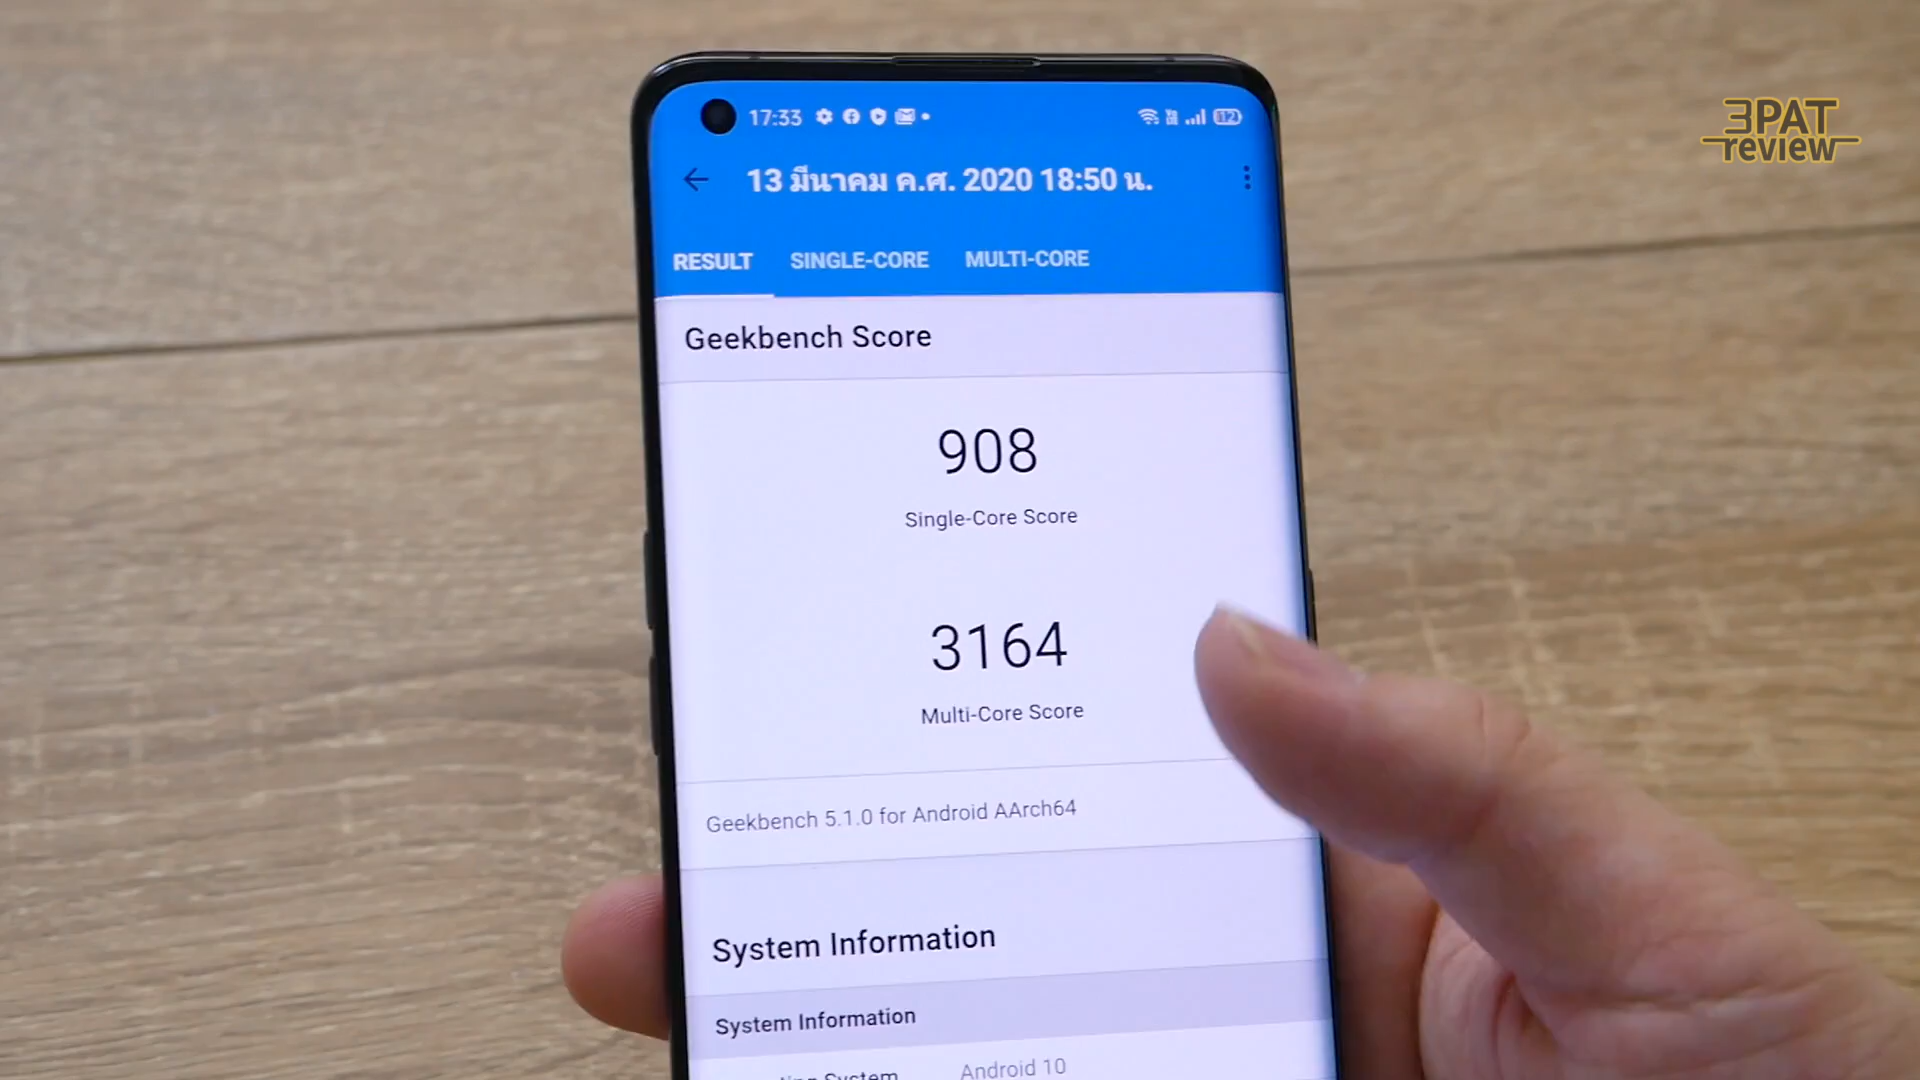 3PAT
review
17:33 12
13 มีนาคม ค.ศ. 2020 18:50 น.
RESULT SINGLE-CORE MULTI-CORE
Geekbench Score
908
Single-Core Score
3164
Multi-Core Score
Geekbench 5.1.0 for Android AArch64
System Information
System Information
System Android 10